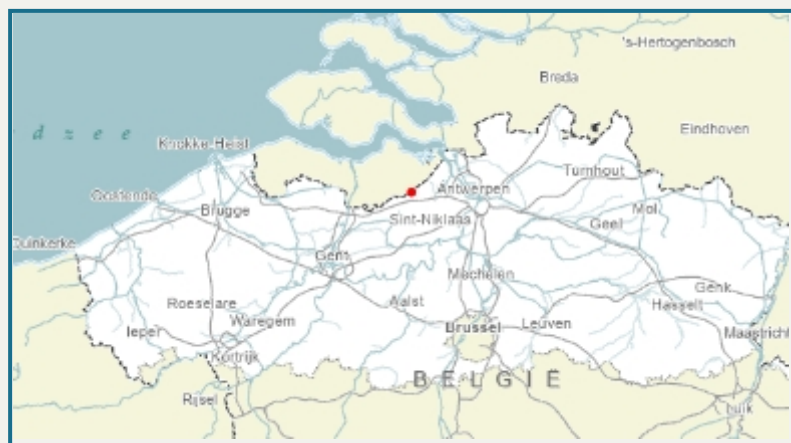 's-Hertogenbosch
Breda
d z e e
Eindhoven
Knokke-Heist
Turnhout
Oostende
Antwerpen
Brugge
Sint-Niklaas
Mol
Geel
Duinkerke
Gent
Mechelen
Genk
Roeselare
Aalst
Hasselt
Waregem
Brussel
Leuven
Ieper
Maastricht
Kortrijk
BELGIË
Rijsel
Luik